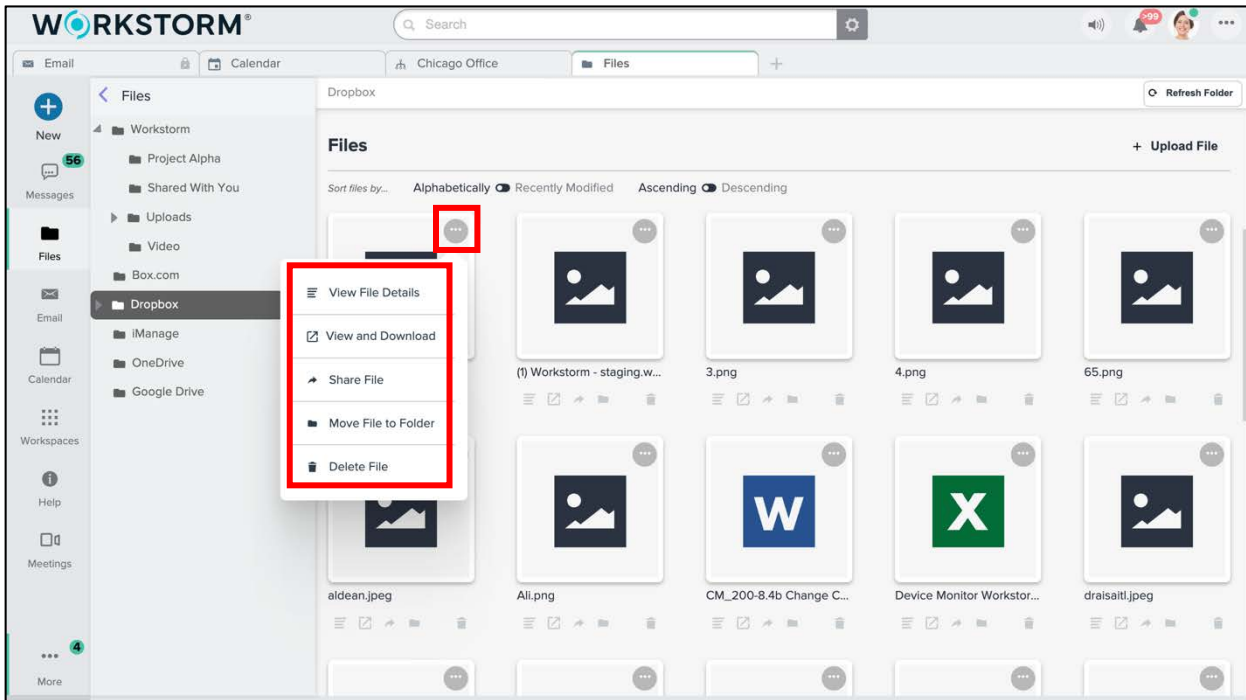 WORKSTORM®
Search
>99
Email
Calendar
Chicago Office
Files
New
56
Messages
Files
Email
Calendar
Workspaces
Help
Meetings
4
More
Files
Workstorm
Project Alpha
Shared With You
Uploads
Video
Box.com
Dropbox
iManage
OneDrive
Google Drive
Dropbox
Refresh Folder
Files
+ Upload File
Sort files by... Alphabetically Recently Modified Ascending Descending
View File Details
View and Download
Share File
Move File to Folder
Delete File
(1) Workstorm - staging.w...
3.png
4.png
65.png
W
X
aldean.jpeg
Ali.png
CM_200-8.4b Change C...
Device Monitor Workstor...
draisaitl.jpeg